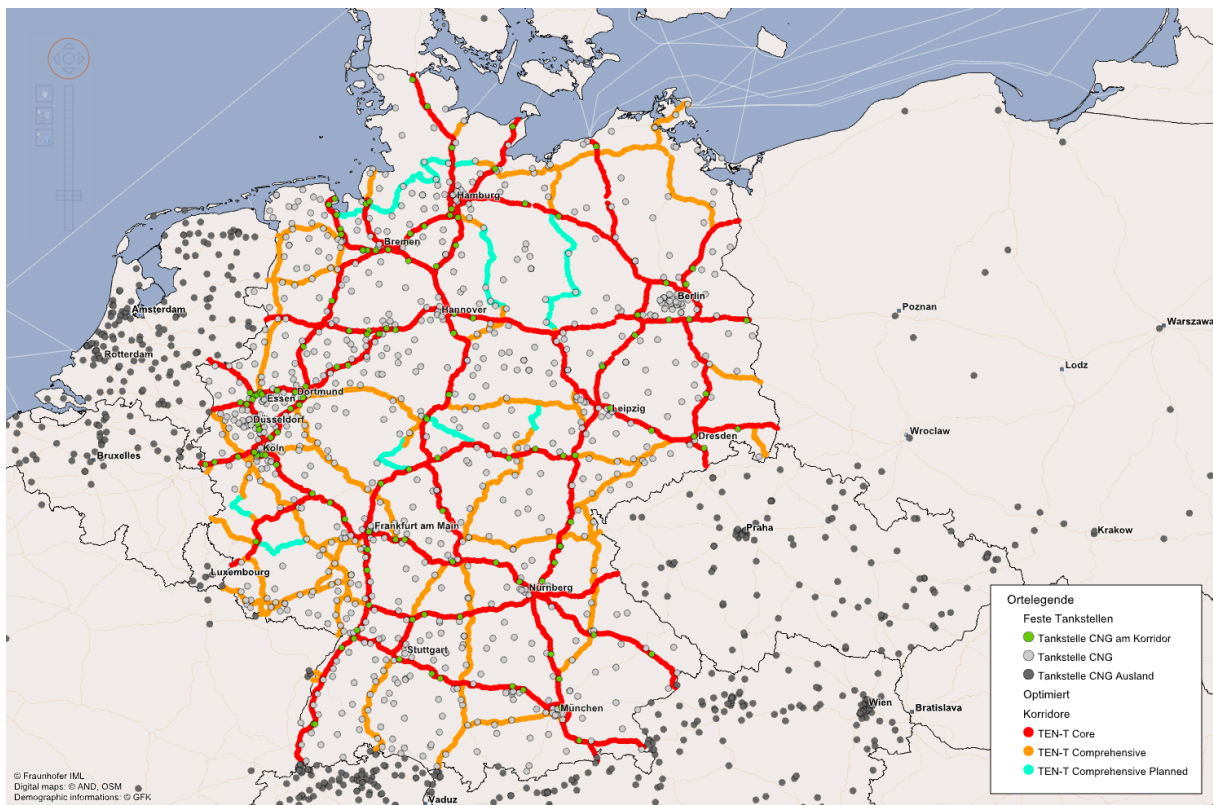 Hamburg
Bremen
Berlin
Hannover
Poznan
Amsterdam
Warszawa
Rotterdam
Lodz
Dortmund
Essen
Leipzig
Düsseldorf
Wroclaw
Dresden
Köln
Bruxelles
Frankfurt am Main
Praha
Krakow
Luxembourg
Nürnberg
Stuttgart
Wien
Bratislava
München
Vaduz
Ortelegende
Feste Tankstellen
Tankstelle CNG am Korridor
Tankstelle CNG
Tankstelle CNG Ausland
Optimiert
Korridore
TEN-T Core
TEN-T Comprehensive
TEN-T Comprehensive Planned
© Fraunhofer IML
Digital maps: © AND, OSM
Demographic informations: © GFK